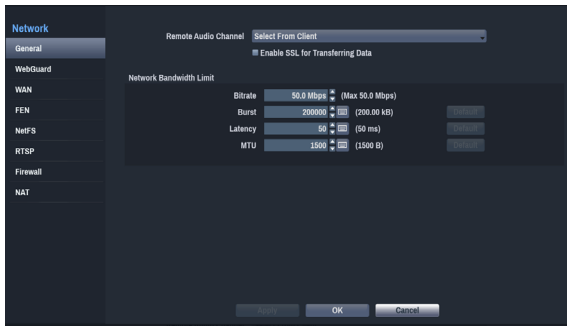 Network
General
WebGuard
WAN
FEN
NetFS
RTSP
Firewall
NAT
Remote Audio Channel Select From Client
Enable SSL for Transferring Data
Network Bandwidth Limit
Bitrate 50.0 Mbps (Max 50.0 Mbps)
Burst 200000 (200.00 kB) Default
Latency 50 (50 ms) Default
MTU 1500 (1500 B) Default
Apply OK Cancel